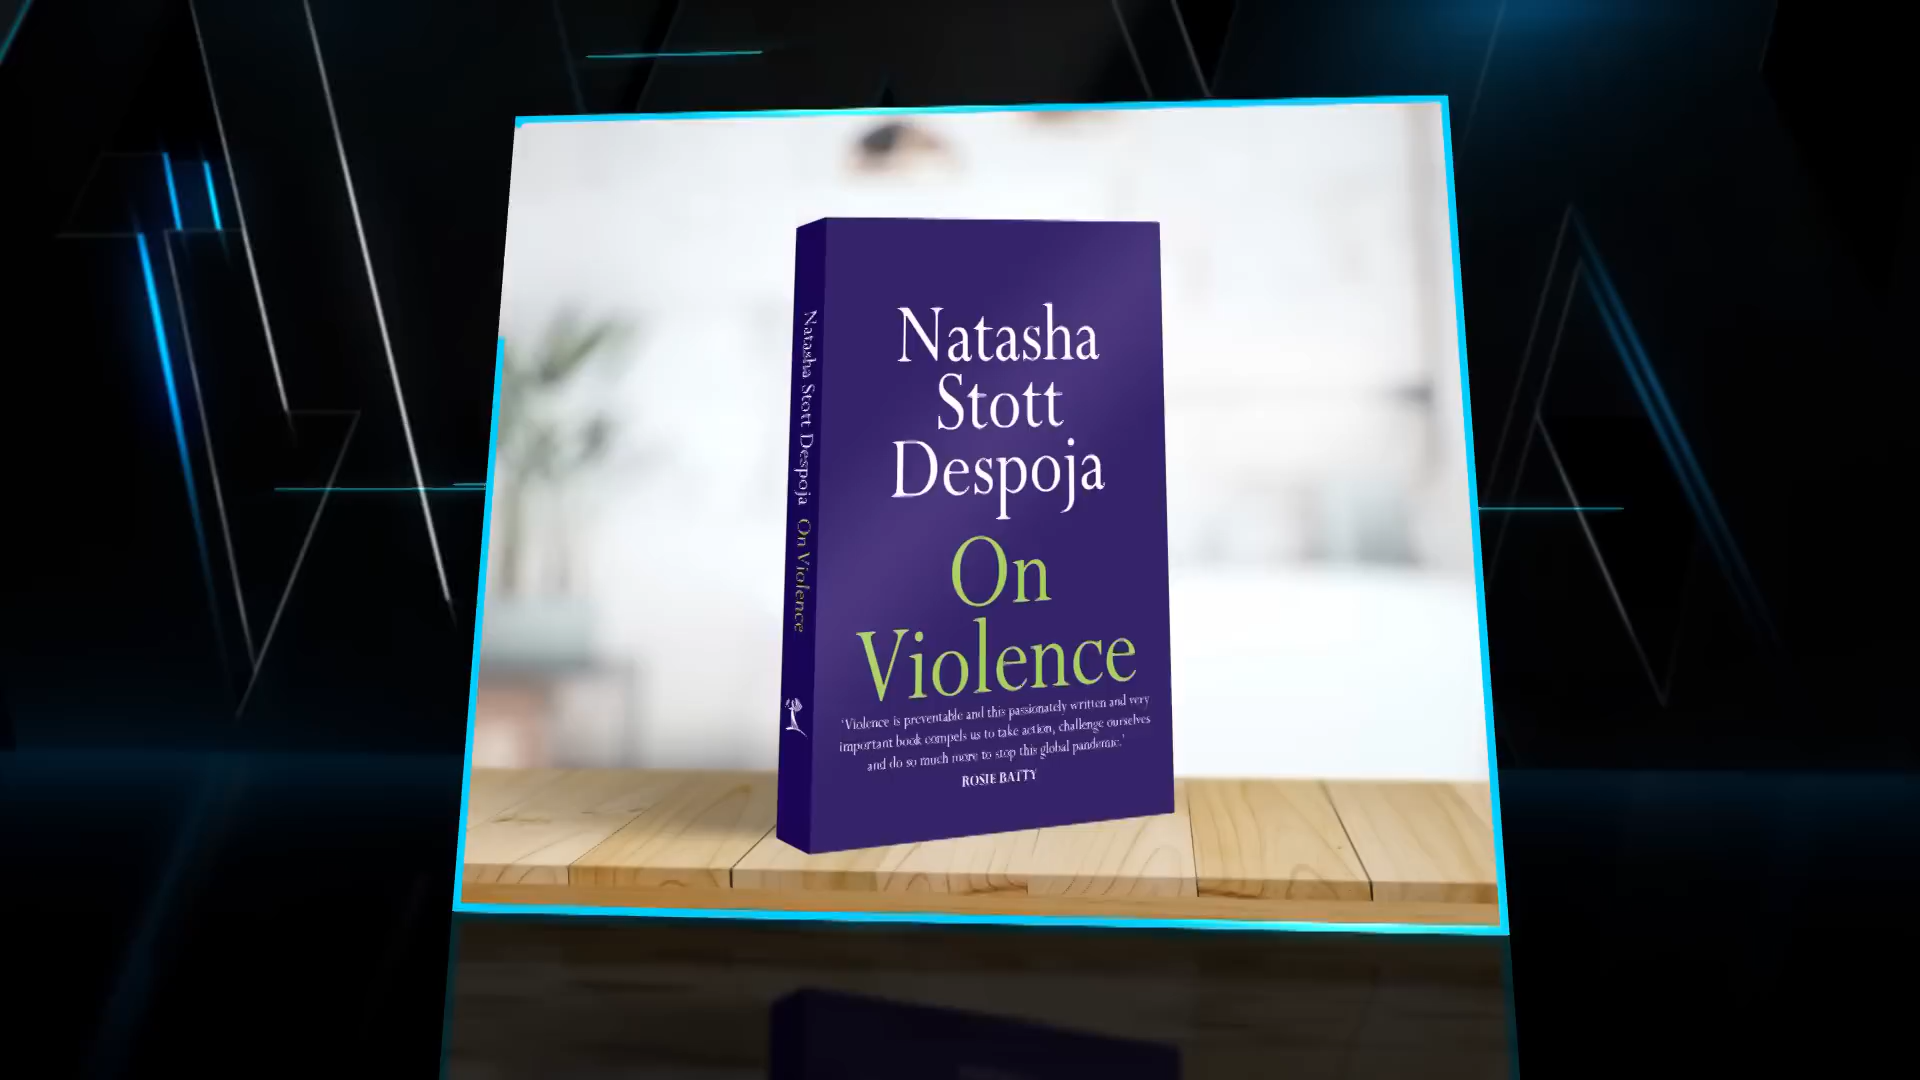 Natasha Stott Despoja On Violence
Natasha
Stott
Despoja
On
Violence
'Violence is preventable and this passionately written and very
important book compels us to take action, challenge ourselves
and do so much more to stop this global pandemic.'
ROSIE BATTY